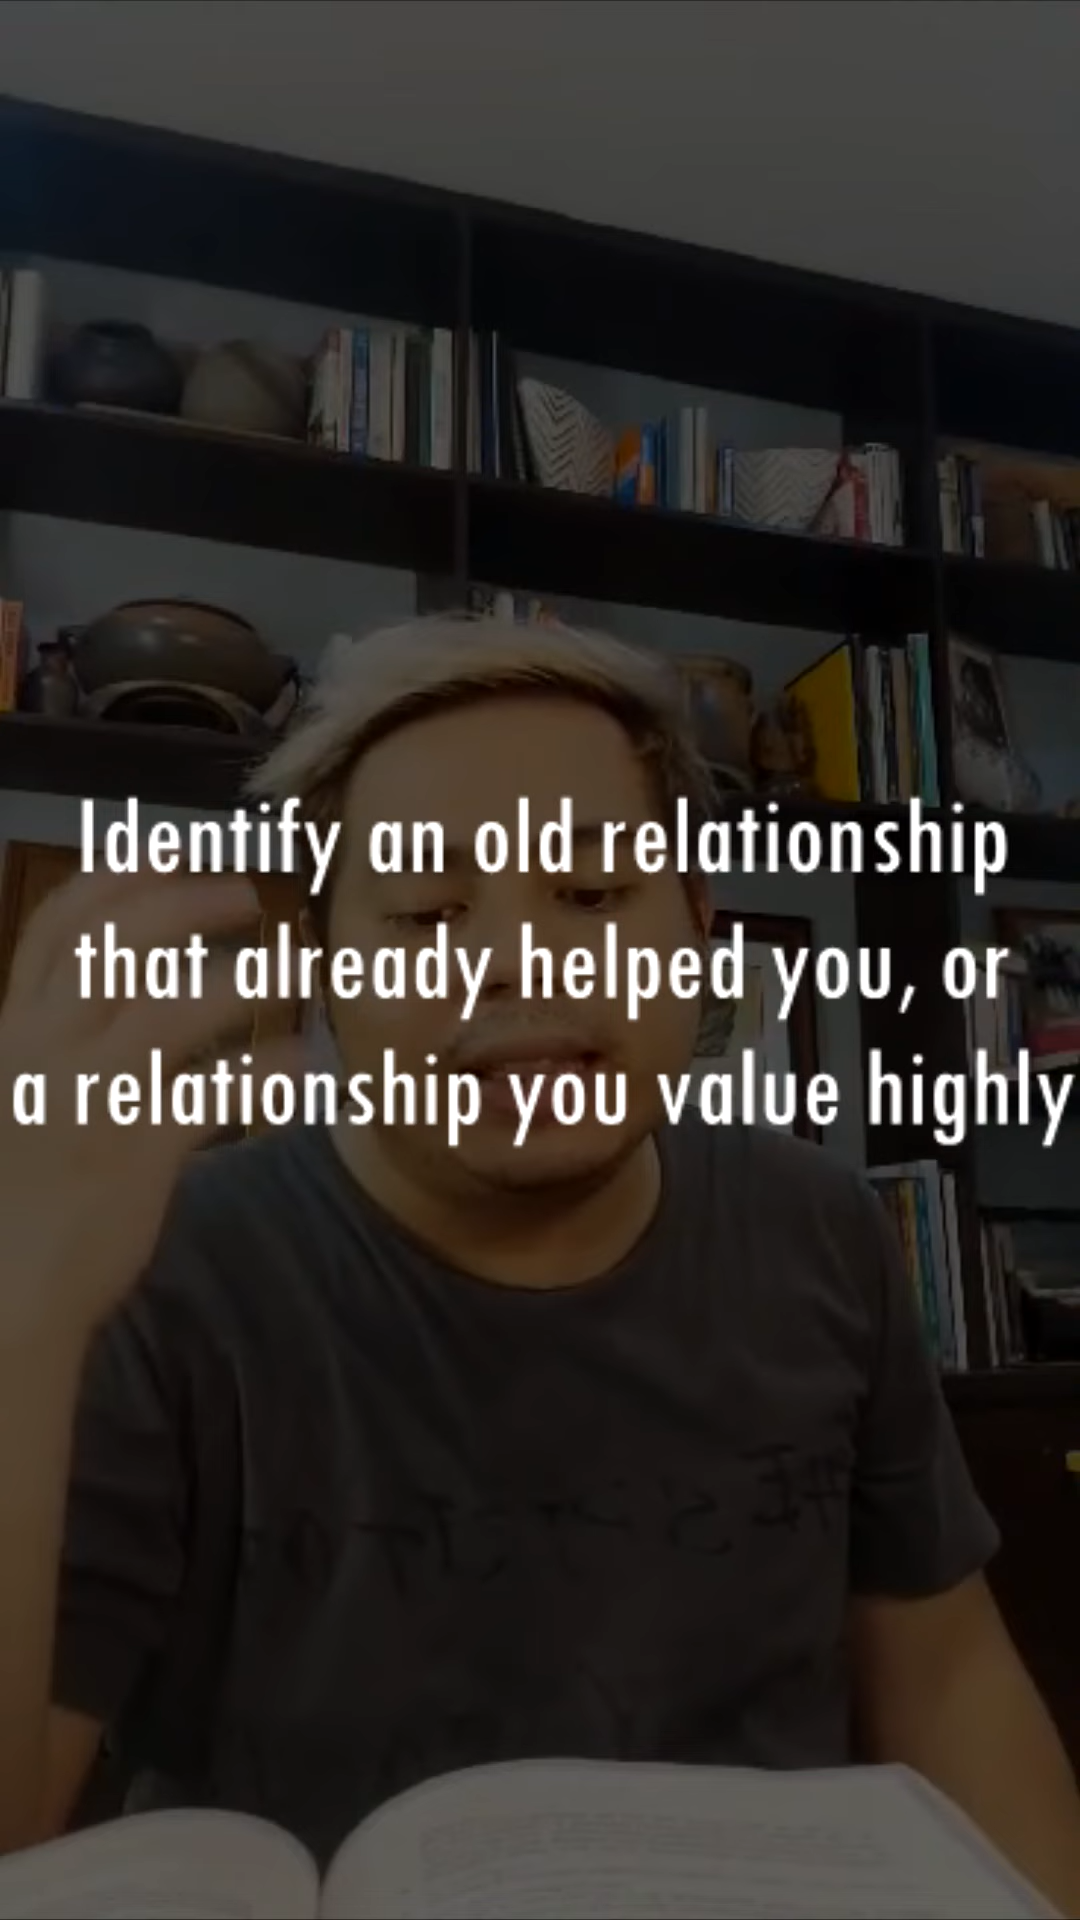 Identify an old relationship
that already helped you, or
a relationship you value highly